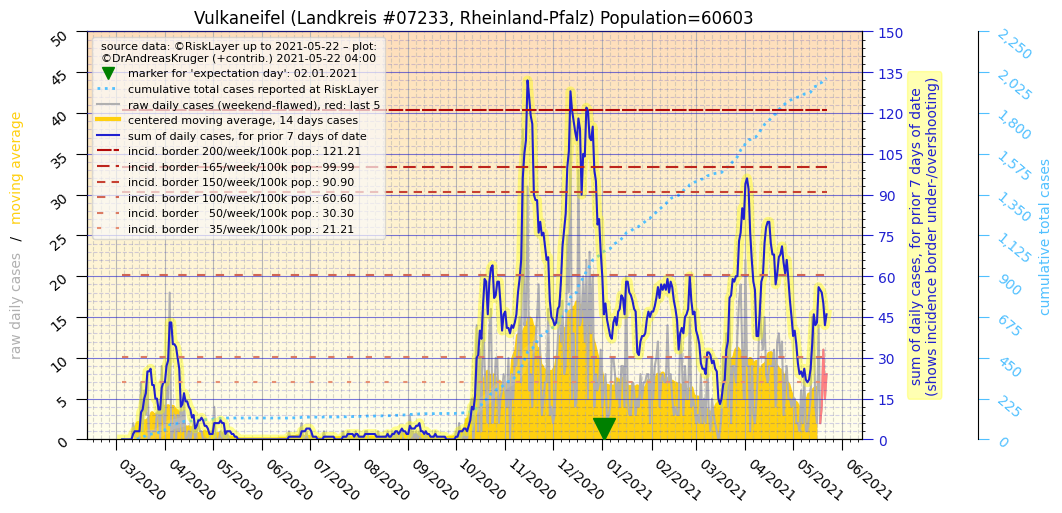 Vulkaneifel (Landkreis #07233, Rheinland-Pfalz) Population=60603
source data: ©RiskLayer up to 2021-05-22 – plot:
©DrAndreasKruger (+contrib.) 2021-05-22 04:00
marker for 'expectation day': 02.01.2021
cumulative total cases reported at RiskLayer
raw daily cases (weekend-flawed), red: last 5
centered moving average, 14 days cases
sum of daily cases, for prior 7 days of date
incid. border 200/week/100k pop.: 121.21
incid. border 165/week/100k pop.: 99.99
incid. border 150/week/100k pop.: 90.90
incid. border 100/week/100k pop.: 60.60
incid. border   50/week/100k pop.: 30.30
incid. border   35/week/100k pop.: 21.21
raw daily cases  /  moving average
50
45
40
35
30
25
20
15
10
5
0
03/2020
04/2020
05/2020
06/2020
07/2020
08/2020
09/2020
10/2020
11/2020
12/2020
01/2021
02/2021
03/2021
04/2021
05/2021
06/2021
150
135
120
105
90
75
60
45
30
15
0
sum of daily cases, for prior 7 days of date
(shows incidence border under-/overshooting)
2,250
2,025
1,800
1,575
1,350
1,125
900
675
450
225
0
cumulative total cases